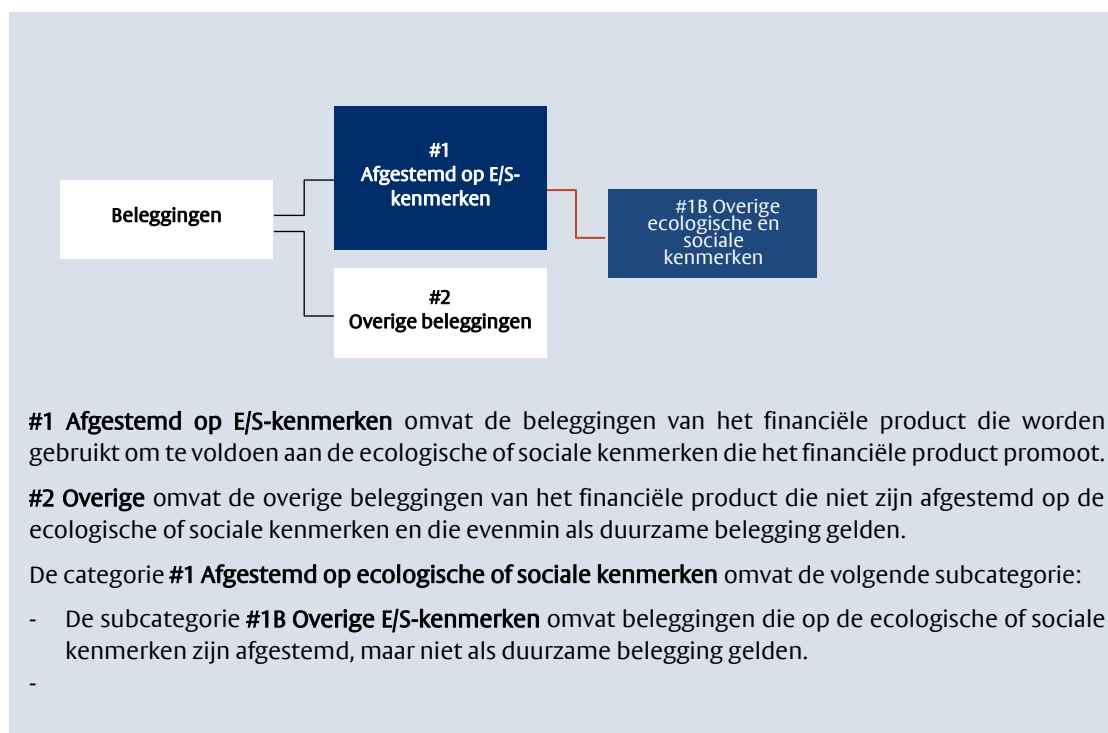 #1
Afgestemd op E/S-
kenmerken
Beleggingen
#1B Overige
ecologische en
sociale
kenmerken
#2
Overige beleggingen
#1 Afgestemd op E/S-kenmerken omvat de beleggingen van het financiële product die worden
gebruikt om te voldoen aan de ecologische of sociale kenmerken die het financiële product promoot.
#2 Overige omvat de overige beleggingen van het financiële product die niet zijn afgestemd op de
ecologische of sociale kenmerken en die evenmin als duurzame belegging gelden.
De categorie #1 Afgestemd op ecologische of sociale kenmerken omvat de volgende subcategorie:
- De subcategorie #1B Overige E/S-kenmerken omvat beleggingen die op de ecologische of sociale
kenmerken zijn afgestemd, maar niet als duurzame belegging gelden.
-